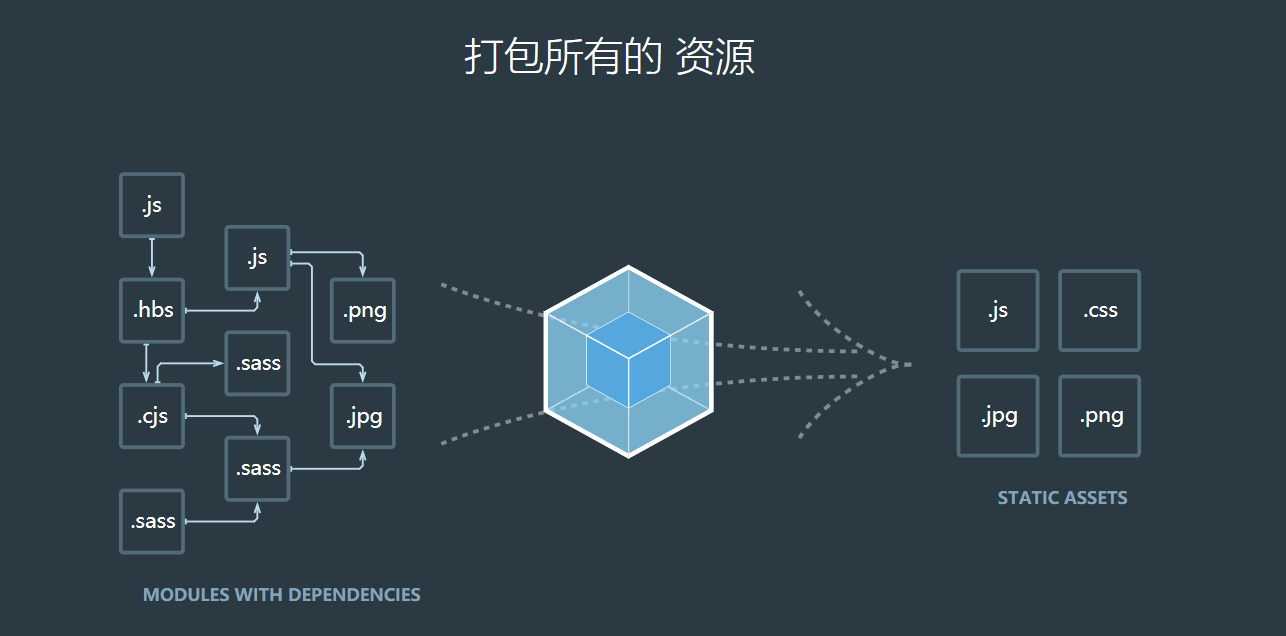 打包所有的 资源
.js
.js
.hbs
.png
.sass
.cjs
.jpg
.sass
.sass
MODULES WITH DEPENDENCIES
.js
.css
.jpg
.png
STATIC ASSETS